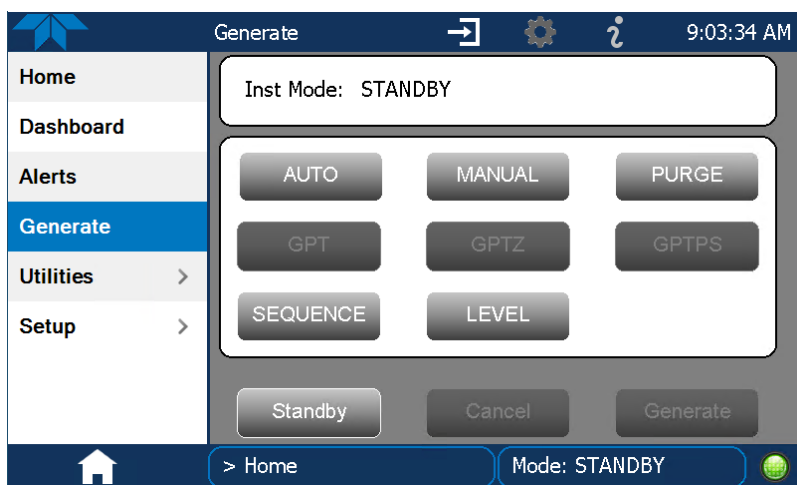 Generate 9:03:34 AM
Home
Dashboard
Alerts
Generate
Utilities >
Setup >
Inst Mode: STANDBY
AUTO MANUAL PURGE
GPT GPTZ GPTPS
SEQUENCE LEVEL
Standby Cancel Generate
> Home Mode: STANDBY